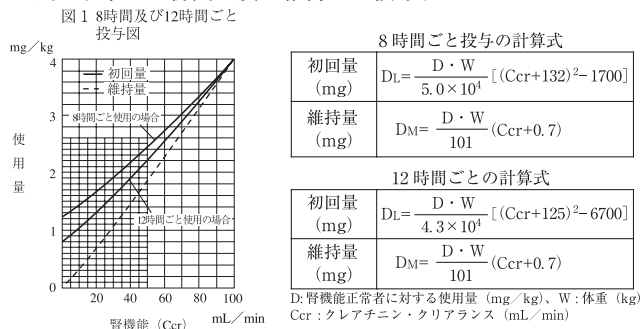 図1 8時間及び12時間ごと
投与図
mg/kg
4
3
2
1
0
使用量
初回量
維持量
8時間ごと使用の場合
12時間ごと使用の場合
20 40 60 80 100
腎機能（Ccr） mL／min
8時間ごと投与の計算式
初回量
(mg)
DL= D・W / 5.0×10⁴ [(Ccr+132)²−1700]
維持量
(mg)
DM= D・W / 101 (Ccr+0.7)
12時間ごとの計算式
初回量
(mg)
DL= D・W / 4.3×10⁴ [(Ccr+125)²−6700]
維持量
(mg)
DM= D・W / 101 (Ccr+0.7)
D:腎機能正常者に対する使用量（mg/kg）、W：体重（kg）
Ccr：クレアチニン・クリアランス（mL／min）